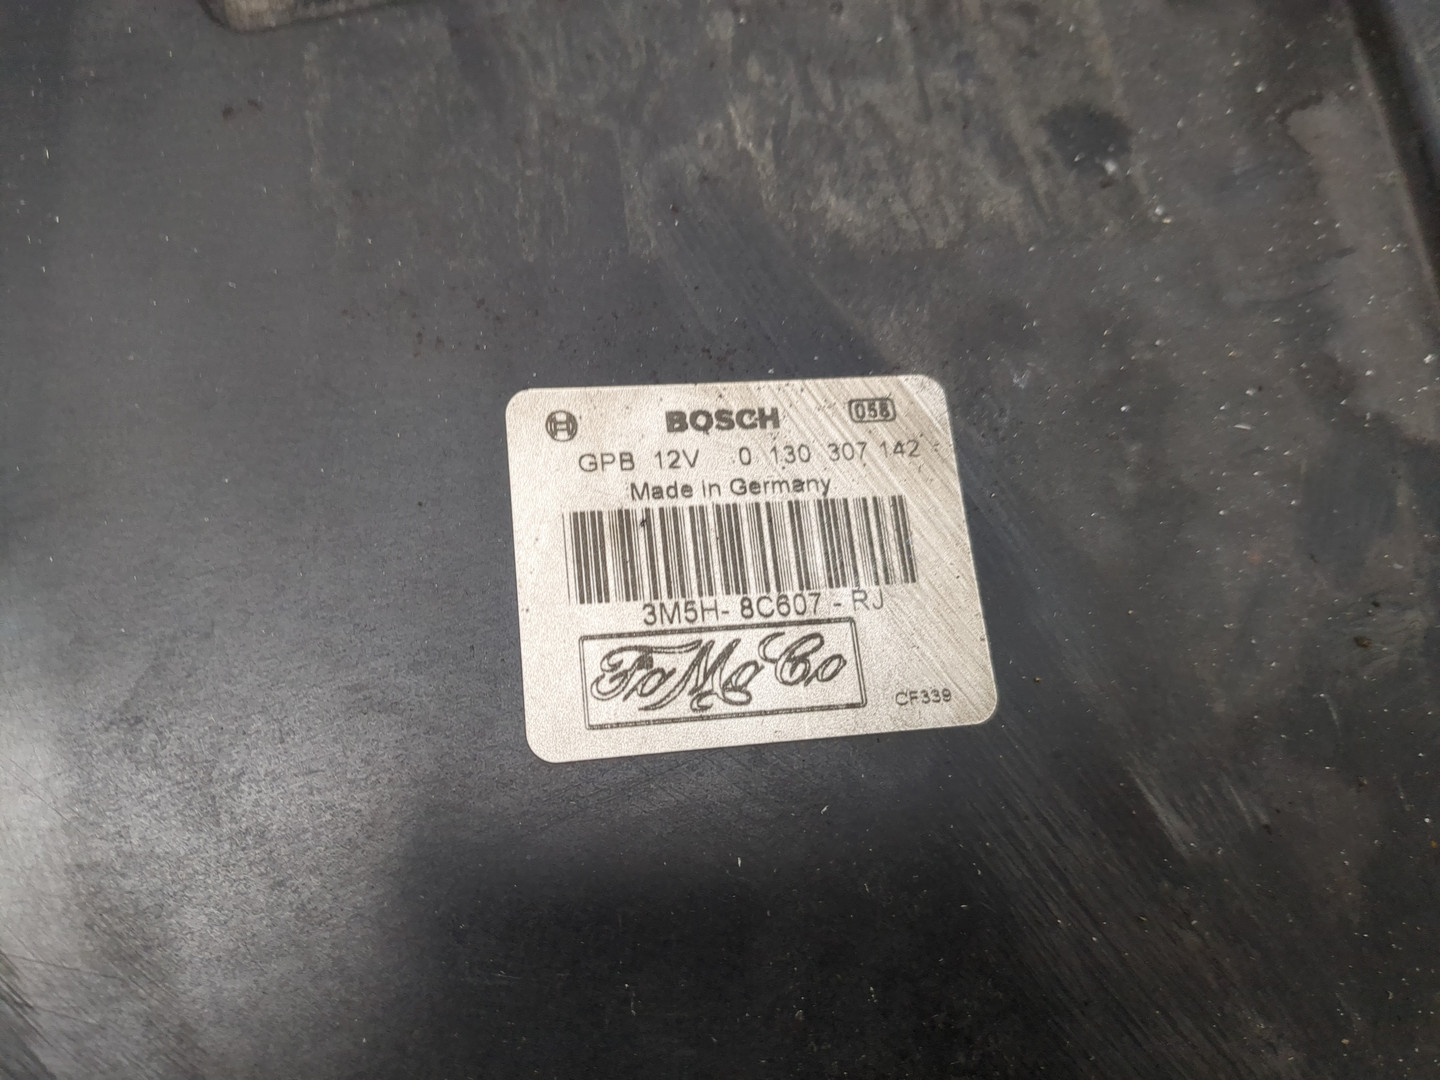 BOSCH 058
GPB 12V 0 130 307 142
Made in Germany
3M5H-8C607-RJ
FoMoCo
CF339